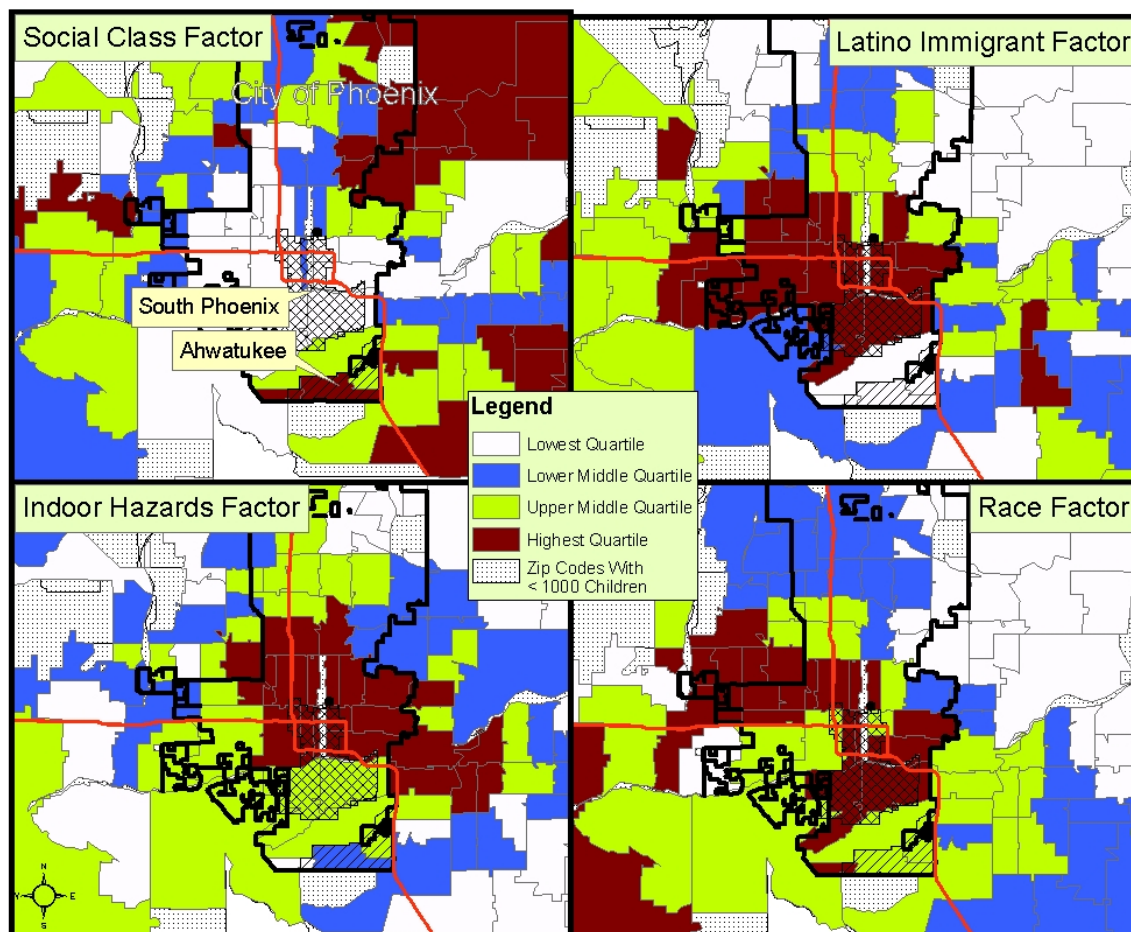 Social Class Factor
Latino Immigrant Factor
City of Phoenix
South Phoenix
Ahwatukee
Legend
Lowest Quartile
Lower Middle Quartile
Upper Middle Quartile
Highest Quartile
Zip Codes With
< 1000 Children
Indoor Hazards Factor
Race Factor
N
E
S